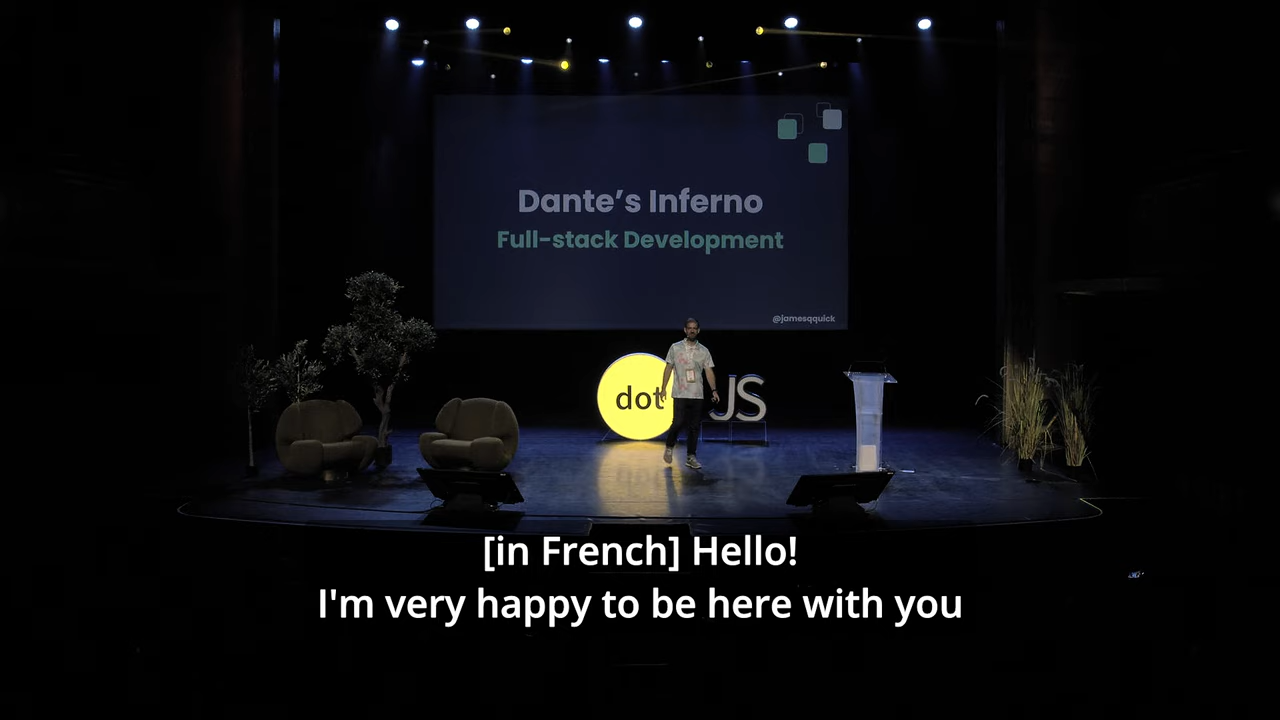 Dante’s Inferno
Full-stack Development
@jamesqquick
dot JS
[in French] Hello!
I'm very happy to be here with you